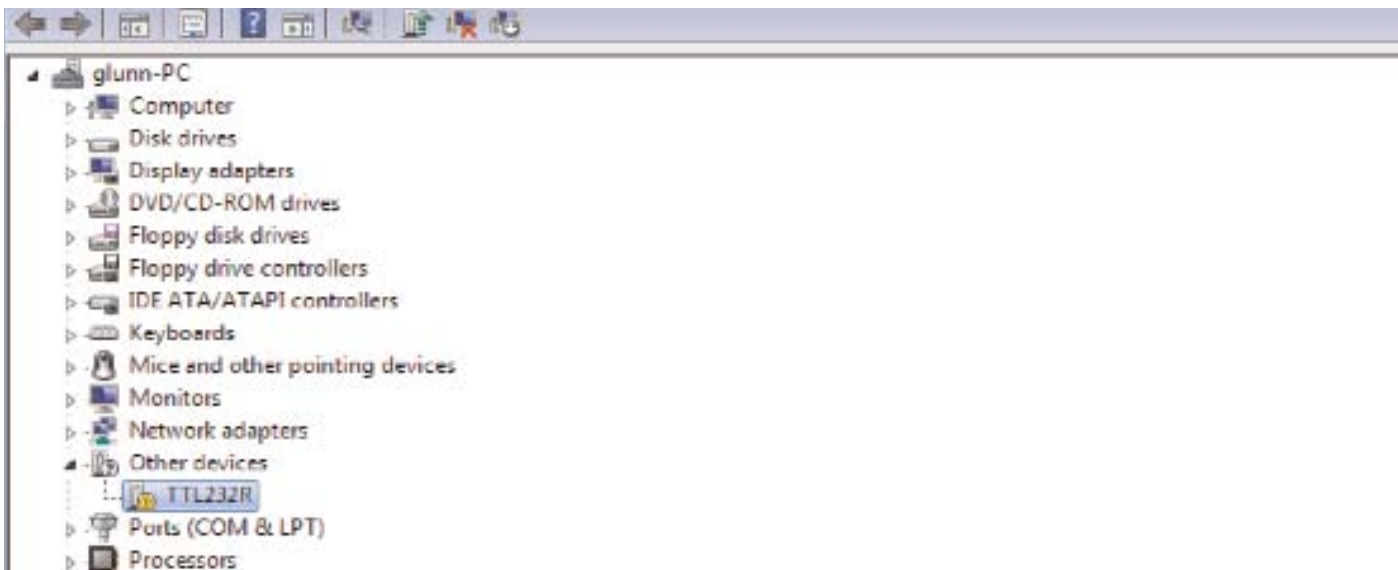 glunn-PC
Computer
Disk drives
Display adapters
DVD/CD-ROM drives
Floppy disk drives
Floppy drive controllers
IDE ATA/ATAPI controllers
Keyboards
Mice and other pointing devices
Monitors
Network adapters
Other devices
TTL232R
Ports (COM & LPT)
Processors